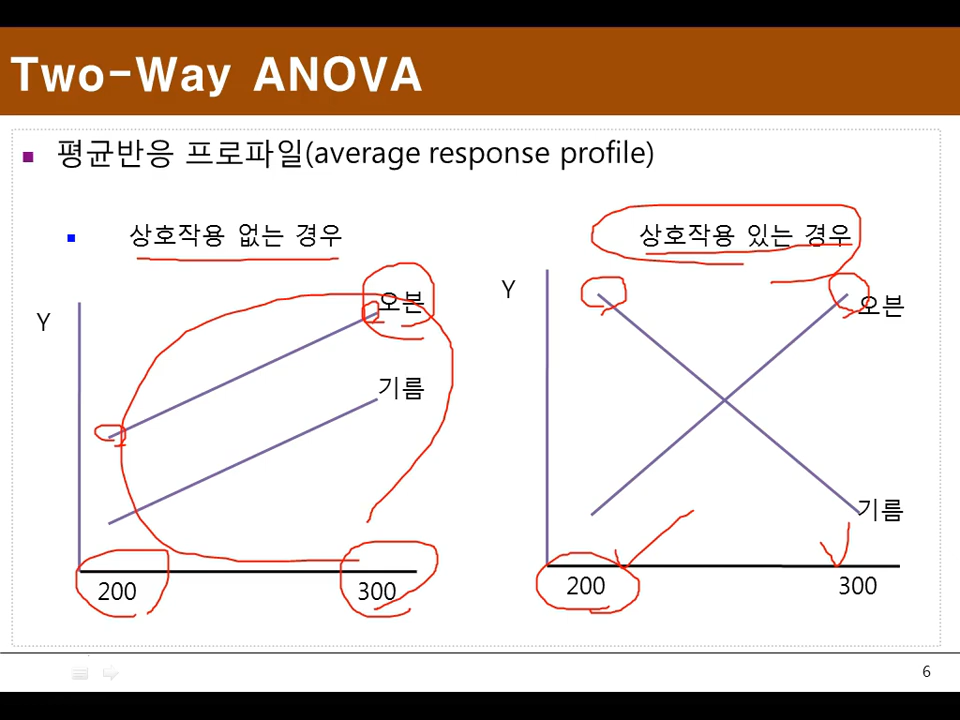 Two-Way ANOVA
평균반응 프로파일(average response profile)
상호작용 없는 경우
상호작용 있는 경우
Y
오븐
기름
200
300
Y
오븐
기름
200
300
6